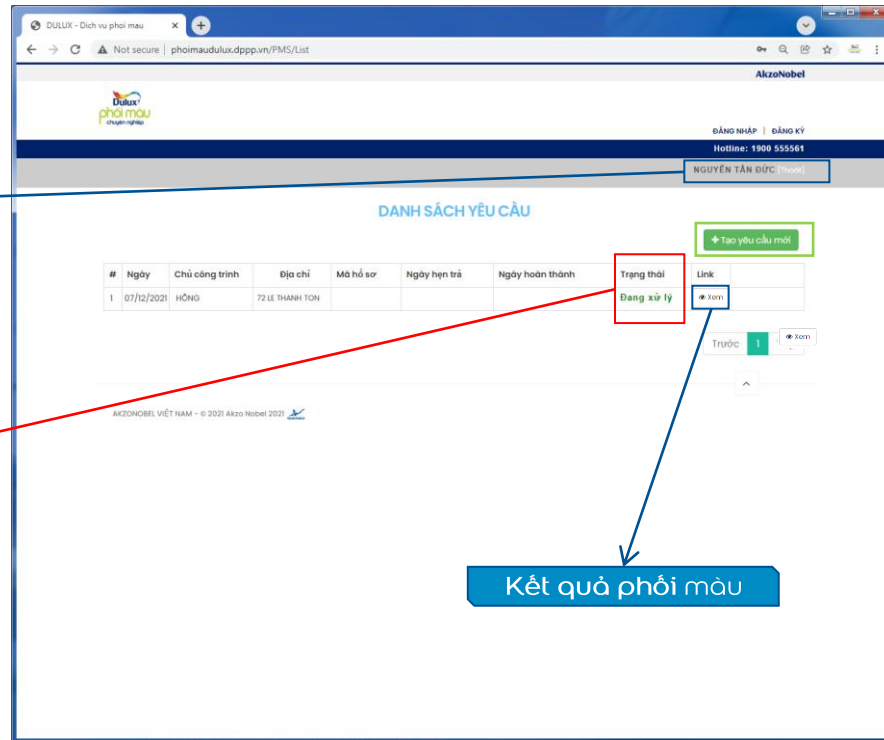 DULUX - Dich vu phoi mau
Not secure | phoimaudulux.dppp.vn/PMS/List
AkzoNobel
Dulux
phối màu
chuyên nghiệp
ĐĂNG NHẬP | ĐĂNG KÝ
Hotline: 1900 555561
NGUYỄN TẤN ĐỨC [Thoát]
DANH SÁCH YÊU CẦU
+ Tạo yêu cầu mới
# Ngày Chủ công trình Địa chỉ Mã hồ sơ Ngày hẹn trả Ngày hoàn thành Trạng thái Link
1 07/12/2021 HỒNG 72 LE THANH TON Đang xử lý Xem
Trước 1 Xem
AKZONOBEL VIỆT NAM - © 2021 Akzo Nobel 2021
Kết quả phối màu